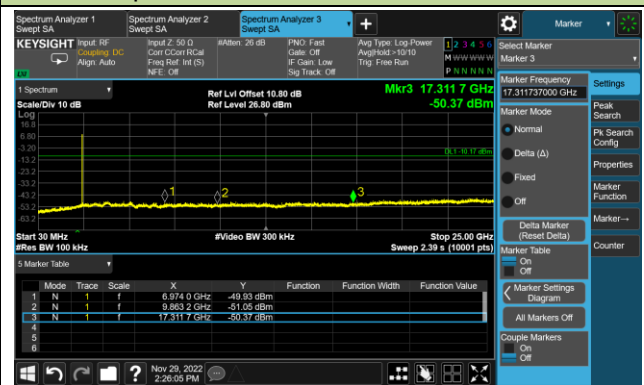 Spectrum Analyzer 1
Swept SA
Spectrum Analyzer 2
Swept SA
Spectrum Analyzer 3
Swept SA
Marker
KEYSIGHT
Input: RF
Coupling: DC
Align: Auto
Input Z: 50 Ω
Corr CCorr RCal
Freq Ref: Int (S)
NFE: Off
#Atten: 26 dB
PNO: Fast
Gate: Off
IF Gain: Low
Sig Track: Off
Avg Type: Log-Power
Avg|Hold:>10/10
Trig: Free Run
1 2 3 4 5 6
M W W W W W
P N N N N N
Select Marker
Marker 3
1 Spectrum
Scale/Div 10 dB
Ref Lvl Offset 10.80 dB
Ref Level 26.80 dBm
Mkr3 17.311 7 GHz
-50.37 dBm
Log
16.8
6.80
-3.20
-13.2
-23.2
-33.2
-43.2
-53.2
-63.2
DL1 -10.17 dBm
1
2
3
Start 30 MHz
#Res BW 100 kHz
#Video BW 300 kHz
Stop 25.00 GHz
Sweep 2.39 s (10001 pts)
5 Marker Table
Mode Trace Scale X Y Function Function Width Function Value
1 N 1 f 6.974 0 GHz -49.93 dBm
2 N 1 f 9.863 2 GHz -51.05 dBm
3 N 1 f 17.311 7 GHz -50.37 dBm
4
5
6
Marker Frequency
17.311737000 GHz
Marker Mode
Normal
Delta (Δ)
Fixed
Off
Delta Marker
(Reset Delta)
Marker Table
On
Off
Marker Settings
Diagram
All Markers Off
Couple Markers
On
Off
Settings
Peak
Search
Pk Search
Config
Properties
Marker
Function
Marker→
Counter
Nov 29, 2022
2:26:05 PM